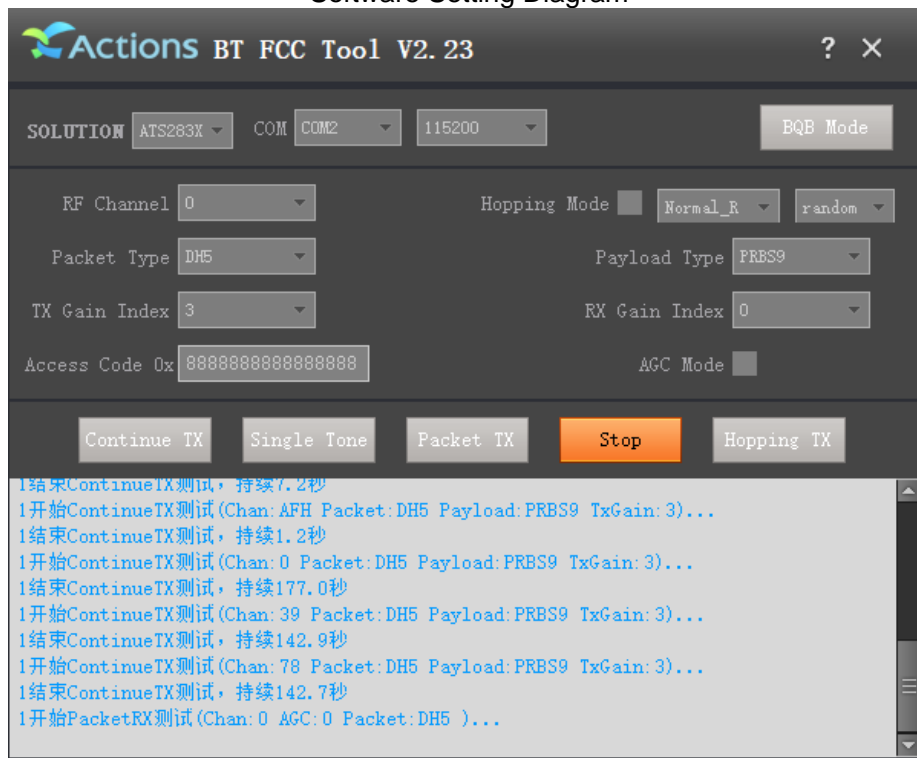 Software Setting Diagram
Actions BT FCC Tool V2.23 ? ×
SOLUTION ATS283X COM COM2 115200 BQB Mode
RF Channel 0 Hopping Mode Normal_R random
Packet Type DH5 Payload Type PRBS9
TX Gain Index 3 RX Gain Index 0
Access Code 0x 8888888888888888 AGC Mode
Continue TX Single Tone Packet TX Stop Hopping TX
1结束ContinueTX测试，持续7.2秒
1开始ContinueTX测试(Chan:AFH Packet:DH5 Payload:PRBS9 TxGain:3)...
1结束ContinueTX测试，持续1.2秒
1开始ContinueTX测试(Chan:0 Packet:DH5 Payload:PRBS9 TxGain:3)...
1结束ContinueTX测试，持续177.0秒
1开始ContinueTX测试(Chan:39 Packet:DH5 Payload:PRBS9 TxGain:3)...
1结束ContinueTX测试，持续142.9秒
1开始ContinueTX测试(Chan:78 Packet:DH5 Payload:PRBS9 TxGain:3)...
1结束ContinueTX测试，持续142.7秒
1开始PacketRX测试(Chan:0 AGC:0 Packet:DH5 )...